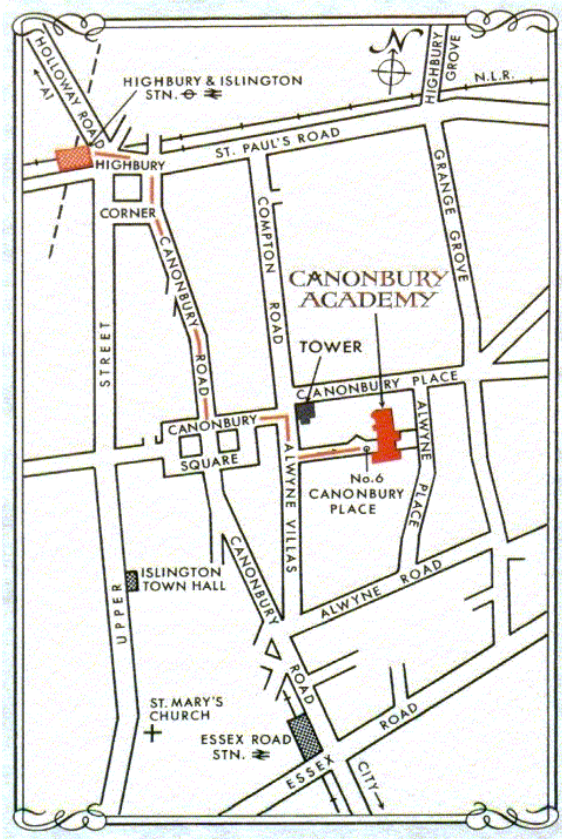 HOLLOWAY ROAD
A1
HIGHBURY & ISLINGTON
STN.
N
HIGHBURY
GROVE
N.L.R.
ST. PAUL'S ROAD
HIGHBURY
CORNER
COMPTON ROAD
GRANGE GROVE
CANONBURY ROAD
CANONBURY
ACADEMY
STREET
TOWER
CANONBURY PLACE
CANONBURY
SQUARE
ALWYNE VILLAS
ALWYNE PLACE
No.6
CANONBURY
PLACE
CANONBURY ROAD
ISLINGTON
TOWN HALL
UPPER
ALWYNE ROAD
ST. MARY'S
CHURCH
ESSEX ROAD
STN.
ESSEX ROAD
CITY